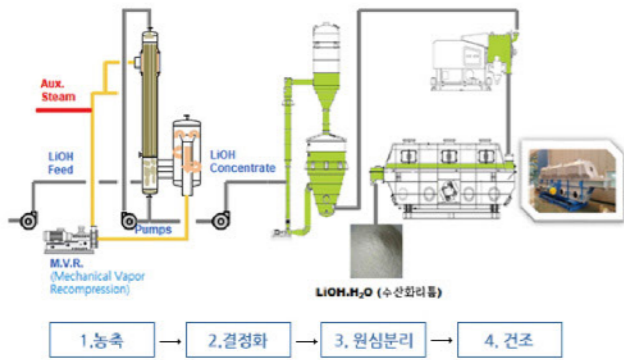 Aux.
Steam
LiOH
Feed
LiOH
Concentrate
Pumps
M.V.R.
(Mechanical Vapor
Recompression)
LiOH.H₂O (수산화리튬)
1.농축
2.결정화
3. 원심분리
4. 건조